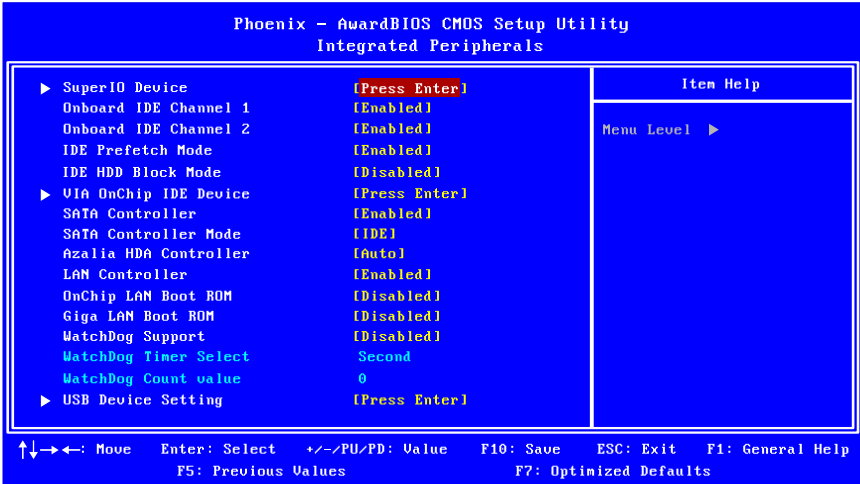 Phoenix – AwardBIOS CMOS Setup Utility
Integrated Peripherals
▶ SuperIO Device [Press Enter]
Onboard IDE Channel 1 [Enabled]
Onboard IDE Channel 2 [Enabled]
IDE Prefetch Mode [Enabled]
IDE HDD Block Mode [Disabled]
▶ VIA OnChip IDE Device [Press Enter]
SATA Controller [Enabled]
SATA Controller Mode [IDE]
Azalia HDA Controller [Auto]
LAN Controller [Enabled]
OnChip LAN Boot ROM [Disabled]
Giga LAN Boot ROM [Disabled]
WatchDog Support [Disabled]
WatchDog Timer Select Second
WatchDog Count value 0
▶ USB Device Setting [Press Enter]
Item Help
Menu Level ▶
↑↓→←: Move Enter: Select +/-/PU/PD: Value F10: Save ESC: Exit F1: General Help
F5: Previous Values F7: Optimized Defaults